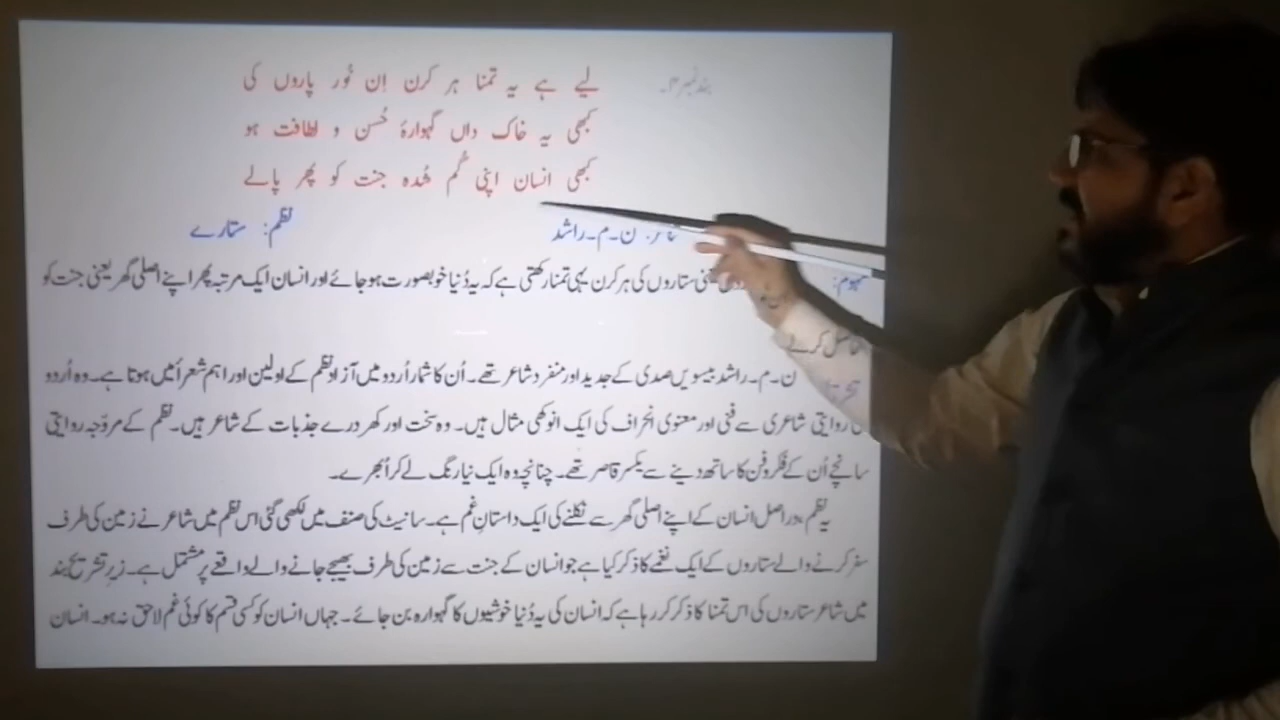 بند نمبر ۴۔
لیے ہے یہ تمنا ہر کرن اِن نُور پاروں کی
کبھی یہ خاک داں گہوارۂ حُسن و لطافت ہو
کبھی انسان اپنی گُم شُدہ جنت کو پھر پالے
شاعر: ن۔م۔راشد نظم: ستارے
یعنی ستاروں کی ہر کرن یہی تمنا رکھتی ہے کہ یہ دُنیا خوبصورت ہو جائے اور انسان ایک مرتبہ پھر اپنے اصلی گھر یعنی جنت کو
حاصل کرلے
ن۔م۔راشد بیسویں صدی کے جدید اور منفرد شاعر تھے۔ اُن کا شمار اُردو میں آزاد نظم کے اولین اور اہم شعرأ میں ہوتا ہے۔ وہ اُردو
کی روایتی شاعری سے فنی اور معنوی انحراف کی ایک انوکھی مثال ہیں۔ وہ سخت اور کھردرے جذبات کے شاعر ہیں۔ نظم کے مروّجہ روایتی
سانچے اُن کے فکر و فن کا ساتھ دینے سے یکسر قاصر تھے۔ چنانچہ وہ ایک نیا رنگ لے کر اُبھرے۔
یہ نظم در اصل انسان کے اپنے اصلی گھر سے نکلنے کی ایک داستانِ غم ہے۔ سانیٹ کی صنف میں لکھی گئی اس نظم میں شاعر نے زمین کی طرف
سفر کرنے والے ستاروں کے ایک نغمے کا ذکر کیا ہے جو انسان کے جنت سے زمین کی طرف بھیجے جانے والے واقعے پر مشتمل ہے۔ زیرِ تشریح بند
میں شاعر ستاروں کی اس تمنا کا ذکر کر رہا ہے کہ انسان کی یہ دُنیا خوشیوں کا گہوارہ بن جائے۔ جہاں انسان کو کسی قسم کا کوئی غم لاحق نہ ہو۔ انسان